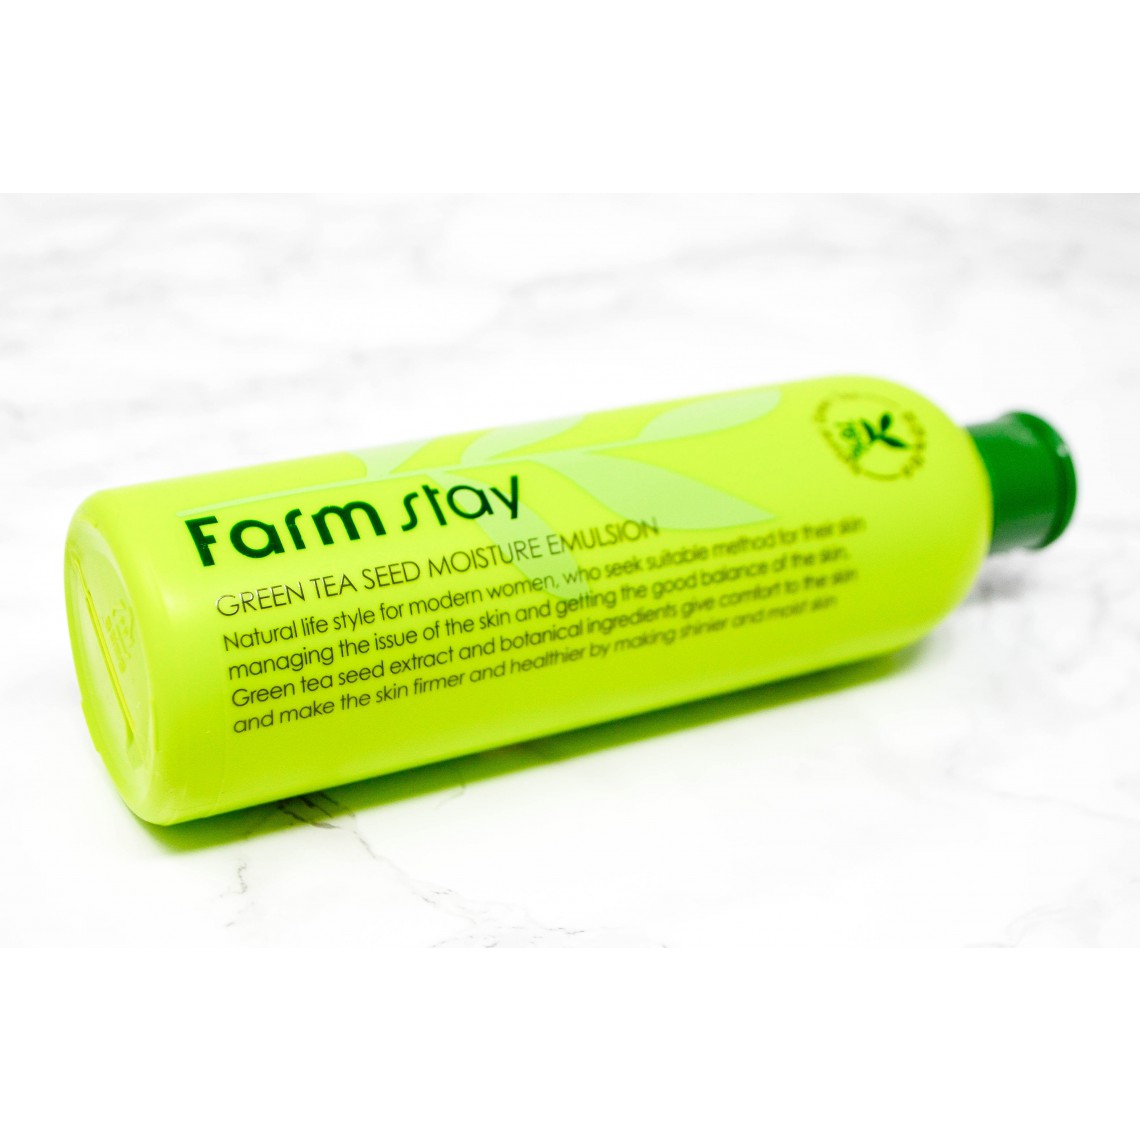 Farm stay
GREEN TEA SEED MOISTURE EMULSION
Natural life style for modern women, who seek suitable method for their skin
managing the issue of the skin and getting the good balance of the skin.
Green tea seed extract and botanical ingredients give comfort to the skin
and make the skin firmer and healthier by making shinier and moist skin